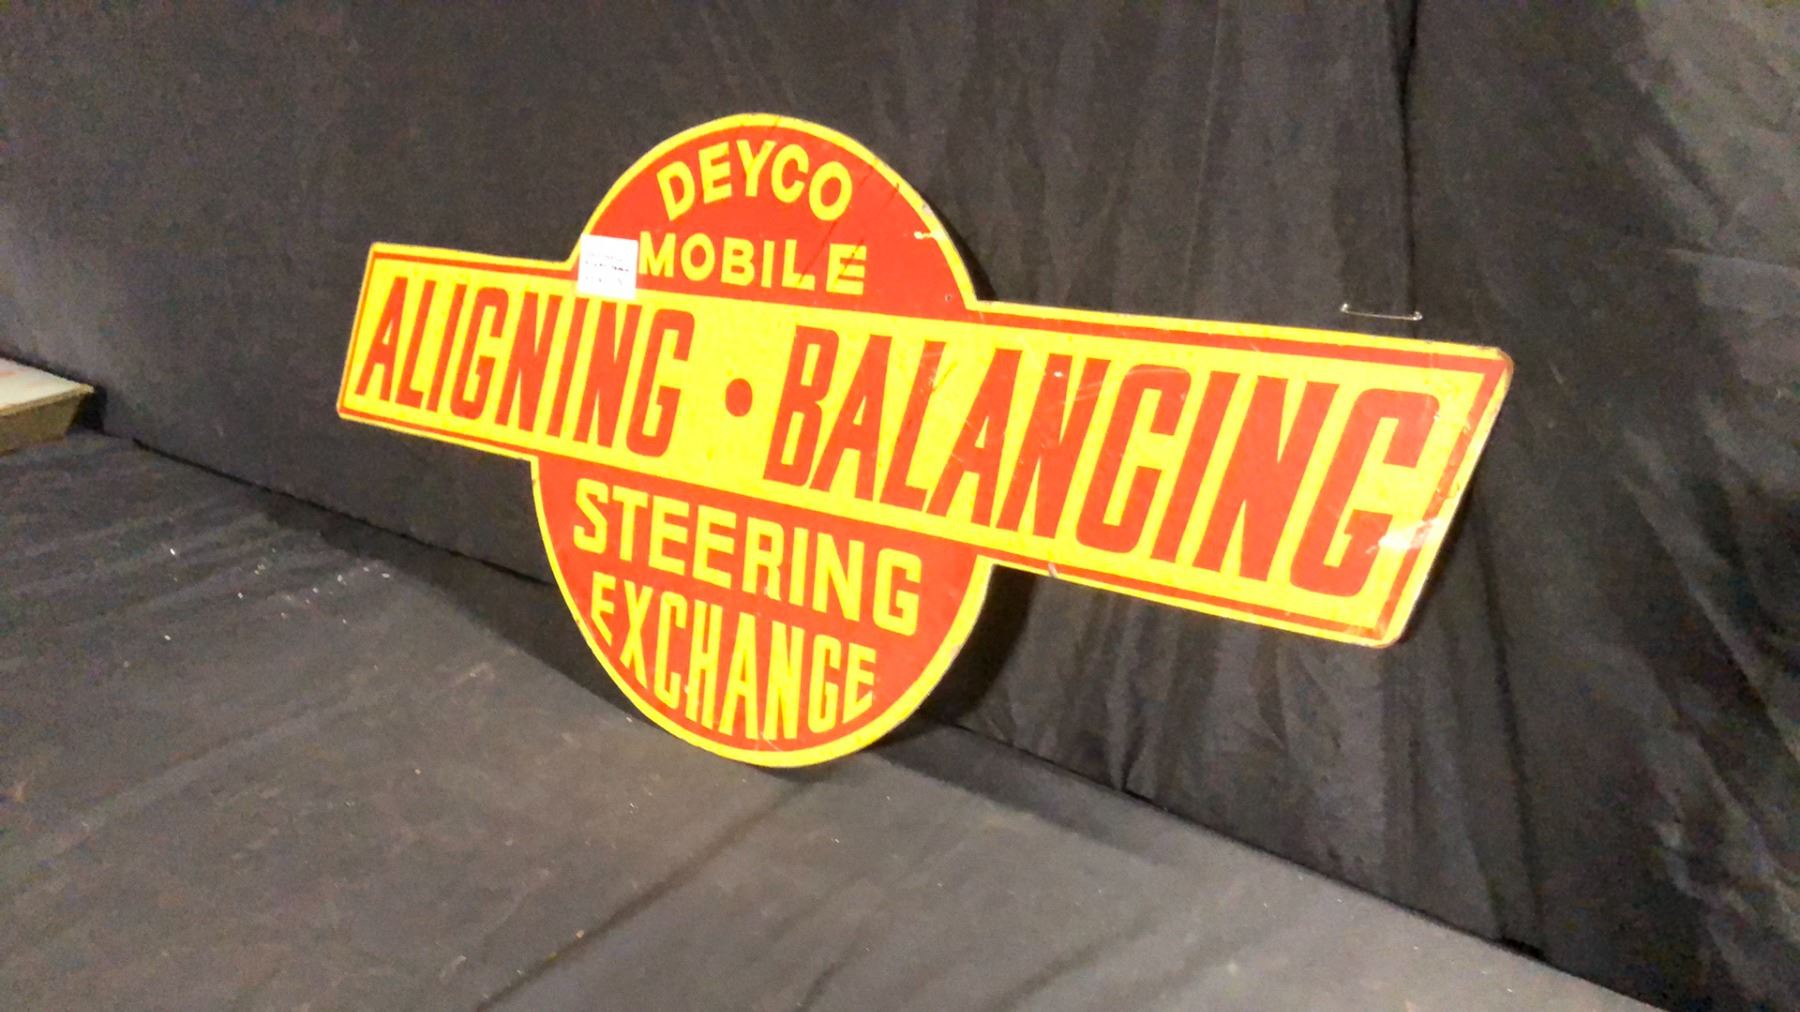 DEYCO
MOBILE
ALIGNING • BALANCING
STEERING
EXCHANGE